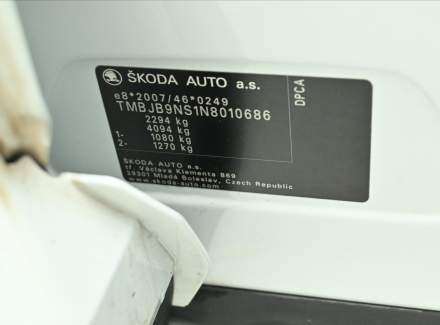 ŠKODA AUTO a.s.
e8*2007/46*0249
TMBJB9NS1N8010686
2294 kg
4094 kg
1- 1080 kg
2- 1270 kg
DPCA
ŠKODA AUTO a.s.
tř. Václava Klementa 869
29301 Mladá Boleslav, Czech Republic
www.skoda-auto.com